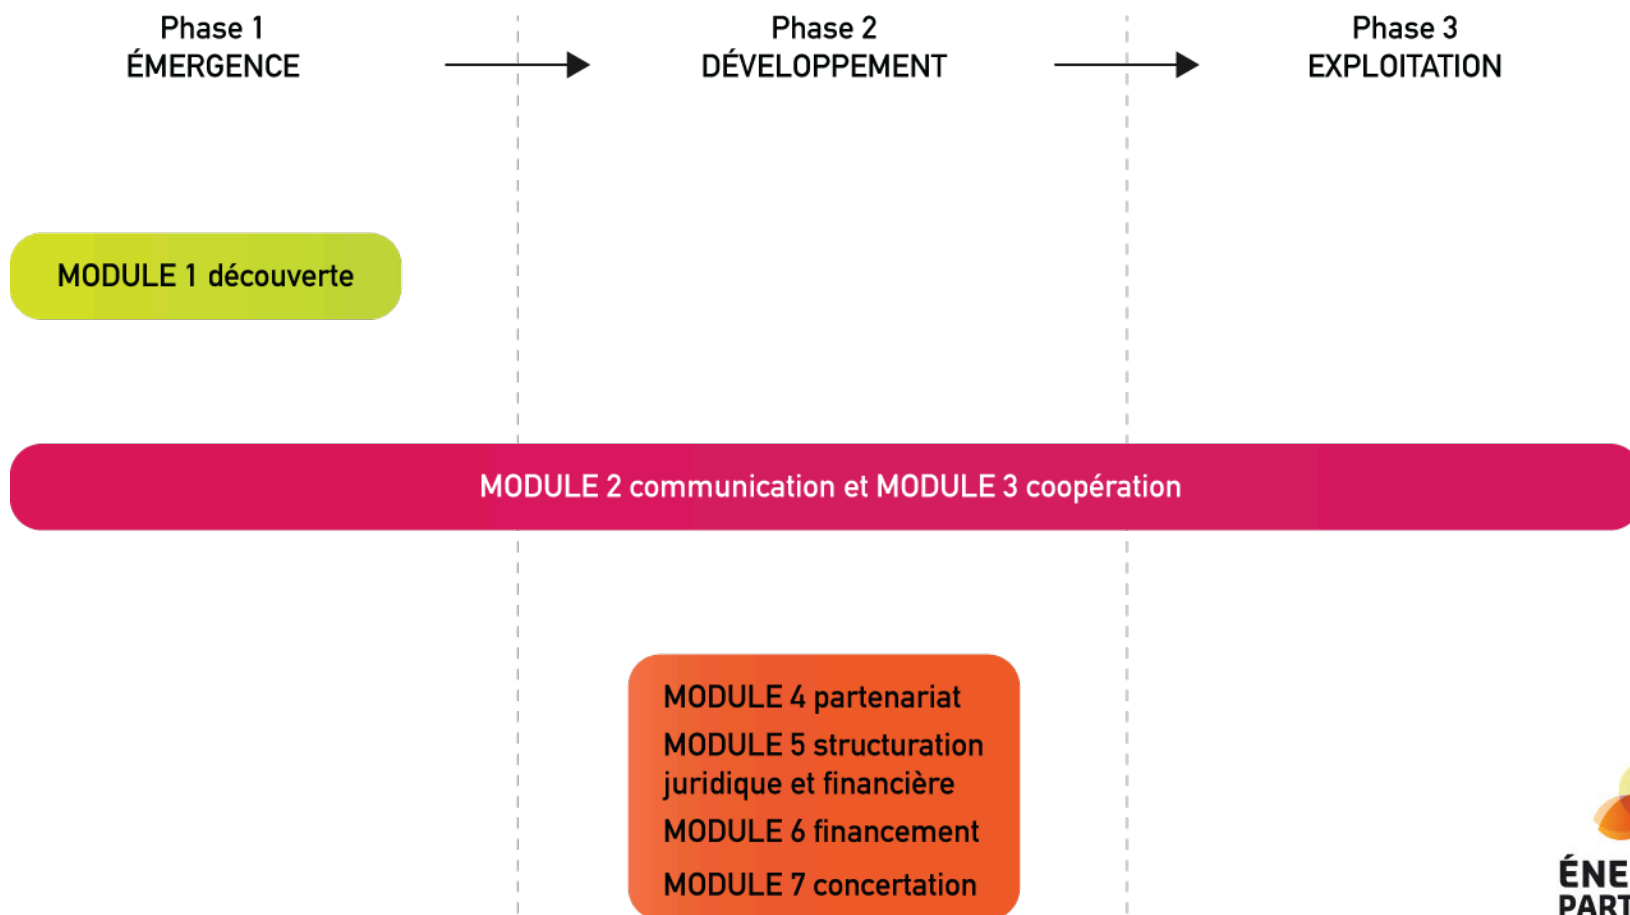 Phase 1
ÉMERGENCE
Phase 2
DÉVELOPPEMENT
Phase 3
EXPLOITATION
MODULE 1 découverte
MODULE 2 communication et MODULE 3 coopération
MODULE 4 partenariat
MODULE 5 structuration
juridique et financière
MODULE 6 financement
MODULE 7 concertation